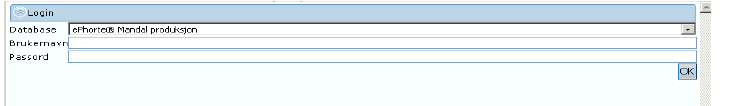 Login
Database ePhorte® Mandal produksjon
Brukernavn
Passord
OK